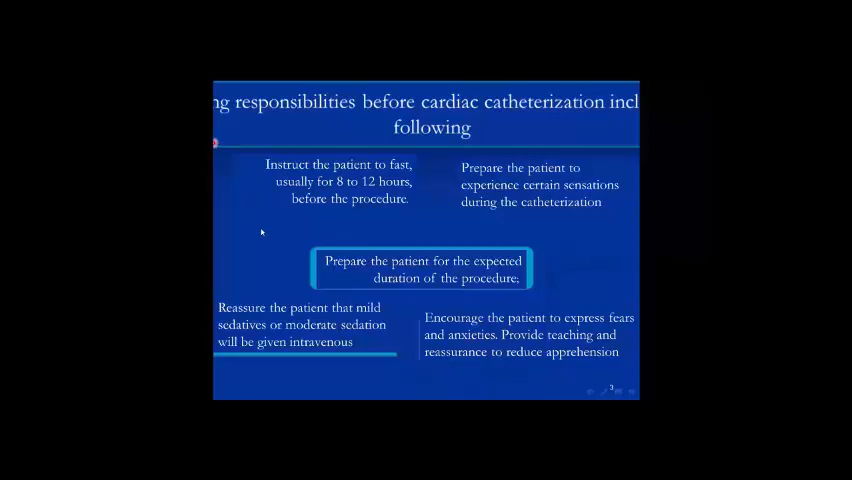 ng responsibilities before cardiac catheterization incl
following
Instruct the patient to fast,
usually for 8 to 12 hours,
before the procedure.
Prepare the patient to
experience certain sensations
during the catheterization
Prepare the patient for the expected
duration of the procedure;
Reassure the patient that mild
sedatives or moderate sedation
will be given intravenous
Encourage the patient to express fears
and anxieties. Provide teaching and
reassurance to reduce apprehension
3